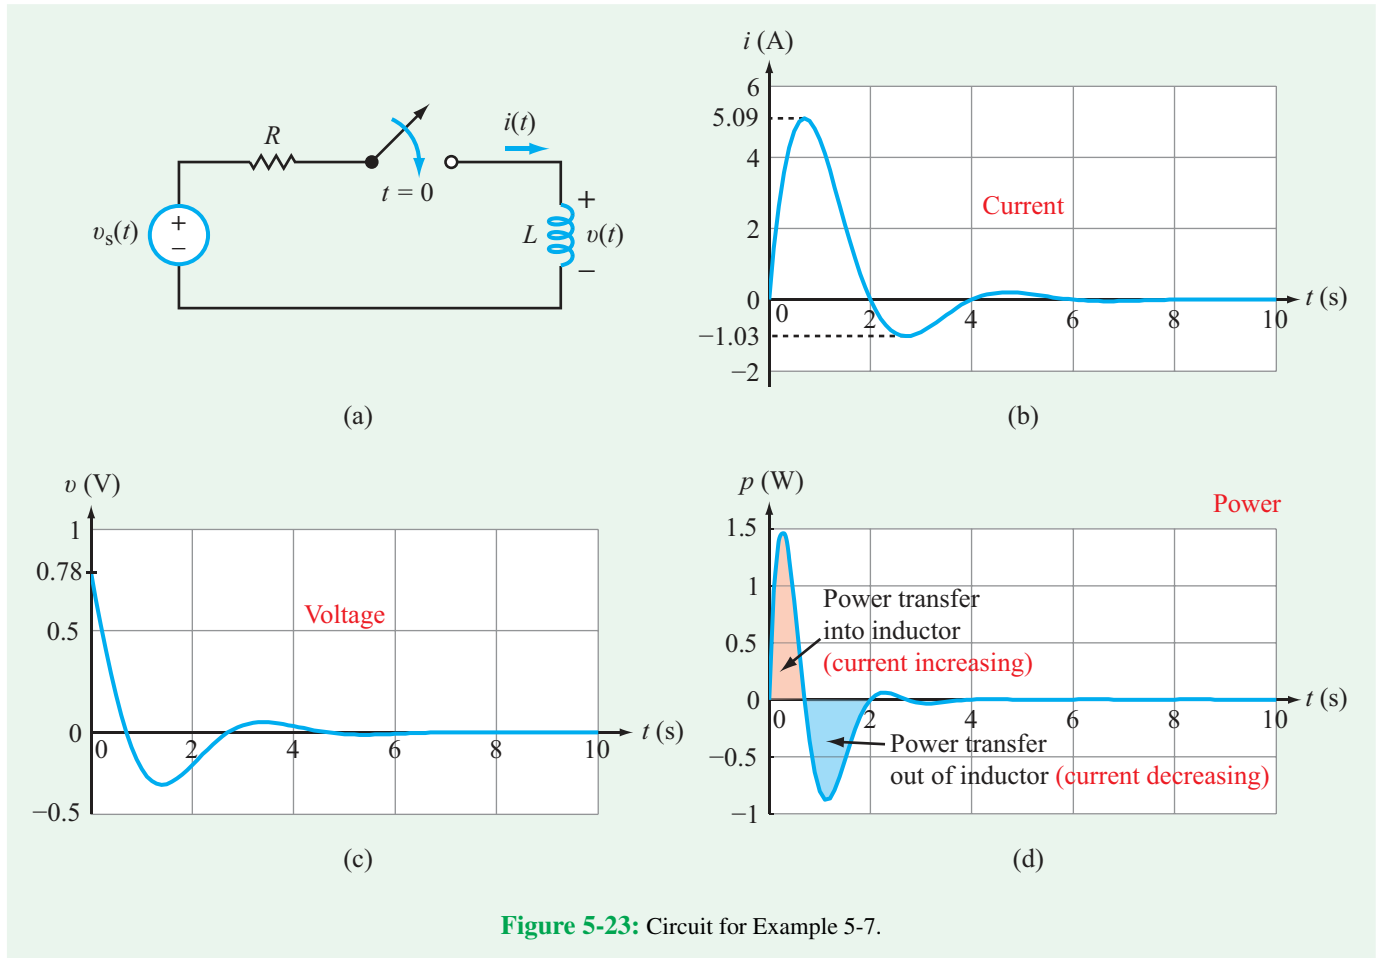 R
t = 0
i(t)
υs(t)
+
−
L
+
υ(t)
−
(a)
i (A)
6
5.09
4
2
0
−1.03
−2
Current
0
2
4
6
8
10
t (s)
(b)
υ (V)
1
0.78
0.5
0
−0.5
Voltage
0
2
4
6
8
10
t (s)
(c)
p (W)
Power
1.5
1
0.5
0
−0.5
−1
Power transfer
into inductor
(current increasing)
0
2
4
6
8
10
t (s)
Power transfer
out of inductor (current decreasing)
(d)
Figure 5-23: Circuit for Example 5-7.